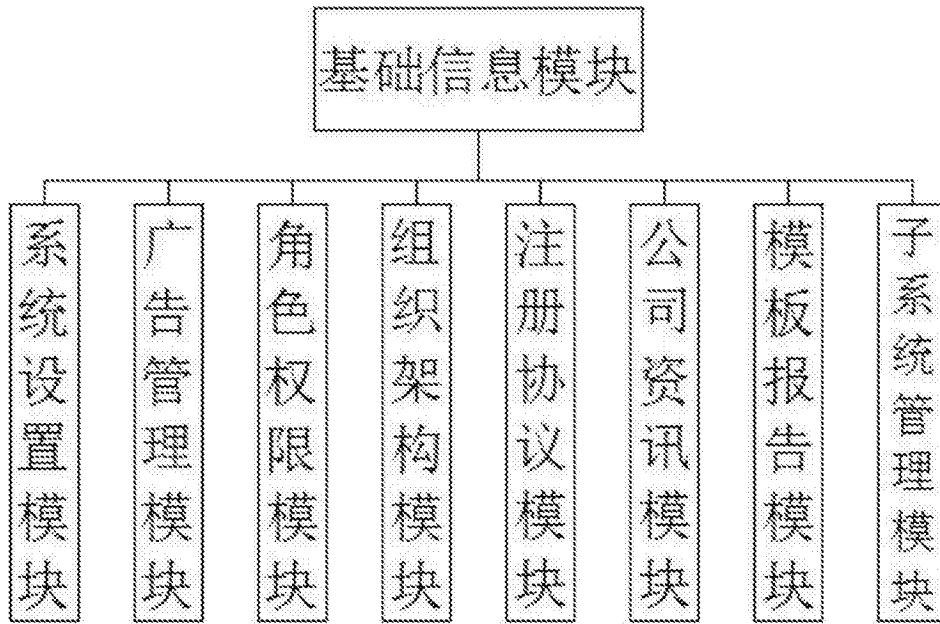 基础信息模块
系统设置模块
广告管理模块
角色权限模块
组织架构模块
注册协议模块
公司资讯模块
模板报告模块
子系统管理模块